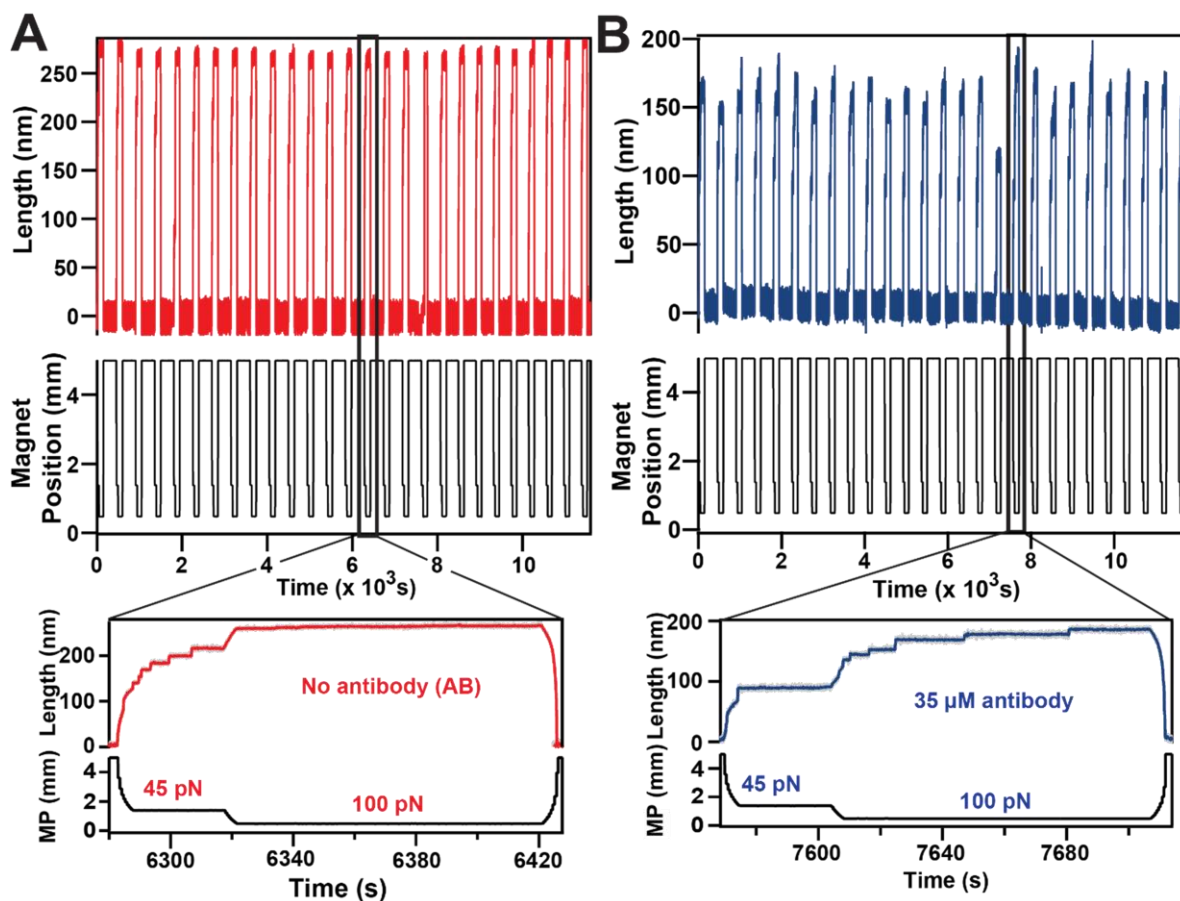 A
Length (nm)
250
200
150
100
50
0
Magnet
Position (mm)
4
2
0
0 2 4 6 8 10
Time (x 10³s)
Length (nm)
200
100
0
No antibody (AB)
MP (mm)
4
2
0
45 pN
100 pN
6300 6340 6380 6420
Time (s)
B
Length (nm)
200
150
100
50
0
Magnet
Position (mm)
4
2
0
0 2 4 6 8 10
Time (x 10³s)
Length (nm)
200
100
0
35 µM antibody
MP (mm)
4
2
0
45 pN
100 pN
7600 7640 7680
Time (s)